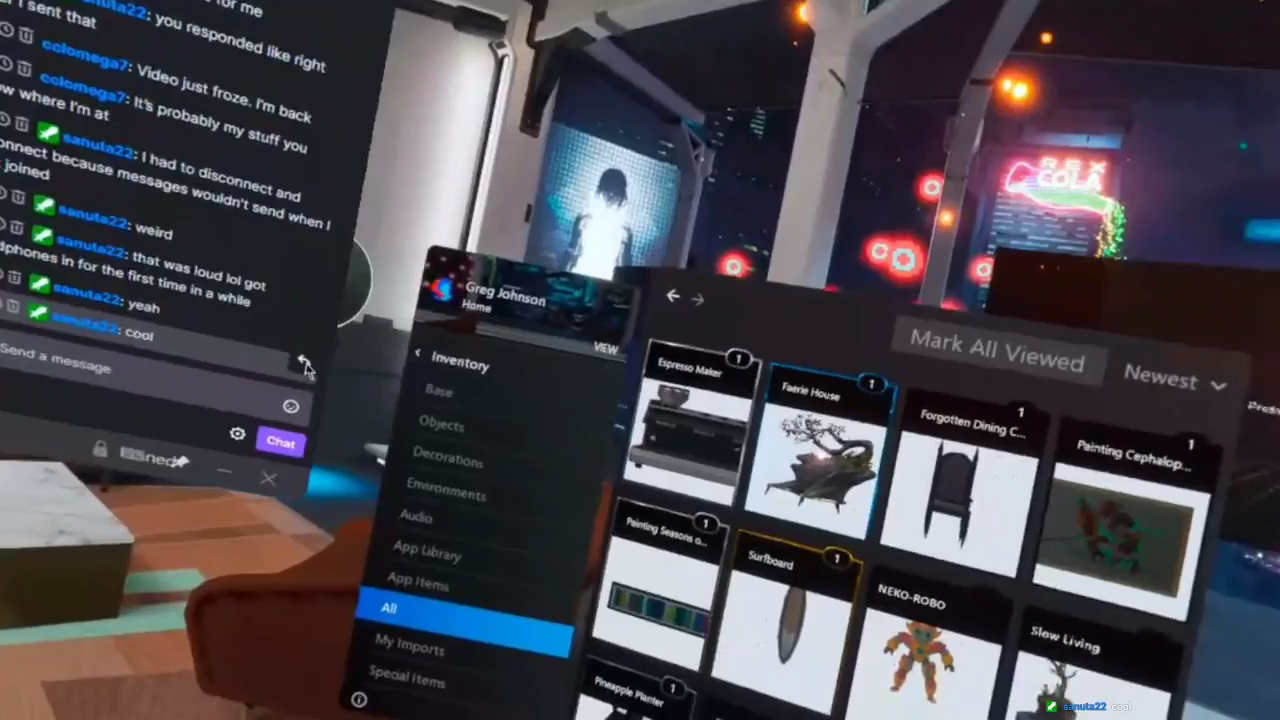 for me
I sent that
sanuta22: you responded like right
cclomega7: Video just froze. I'm back
cclomega7: It's probably my stuff you
where I'm at
sanuta22: I had to disconnect and
because messages wouldn't send when I
joined
sanuta22: weird
sanuta22: that was loud lol got
in for the first time in a while
sanuta22: yeah
sanuta22: cool
Send a message
Chat
Greg Johnson
Home
VIEW
Inventory
Base
Objects
Decorations
Environments
Audio
App Library
App Items
All
My Imports
Special Items
Mark All Viewed
Newest
Espresso Maker
1
Faerie House
1
Forgotten Dining C...
1
Painting Cephalop...
1
Painting Seasons o...
1
Surfboard
1
NEKO-ROBO
Slow Living
Pineapple Planter
1
COLA
sanuta22 cool